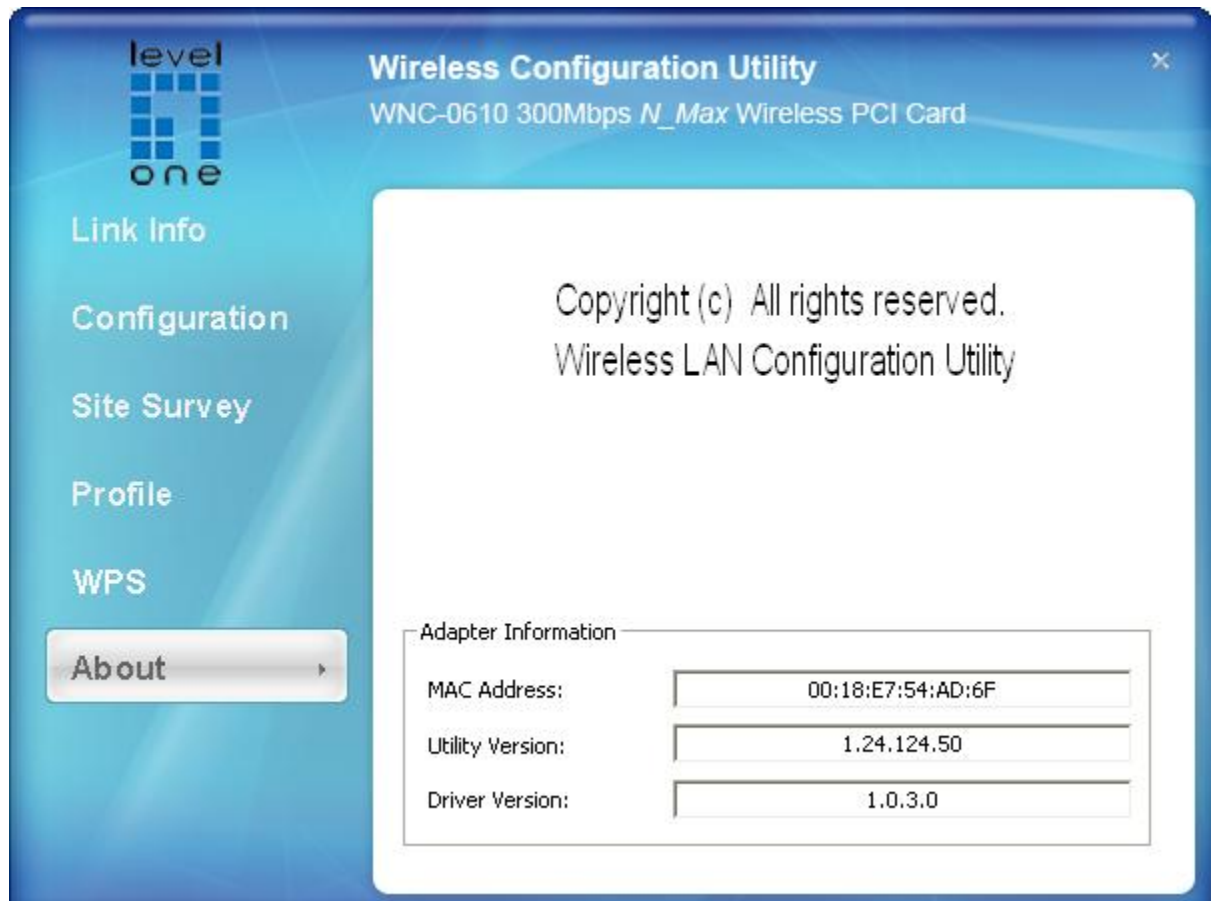 level
one
Wireless Configuration Utility
WNC-0610 300Mbps N_Max Wireless PCI Card
Link Info
Configuration
Site Survey
Profile
WPS
About
Copyright (c) All rights reserved.
Wireless LAN Configuration Utility
Adapter Information
MAC Address: 00:18:E7:54:AD:6F
Utility Version: 1.24.124.50
Driver Version: 1.0.3.0